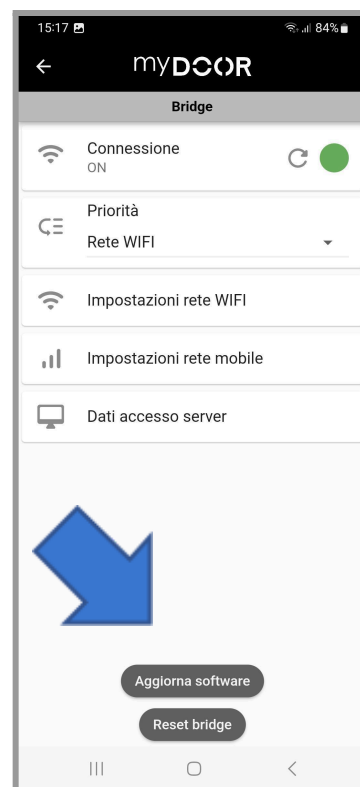 15:17 84%
myDOOR
Bridge
Connessione
ON
Priorità
Rete WIFI
Impostazioni rete WIFI
Impostazioni rete mobile
Dati accesso server
Aggiorna software
Reset bridge